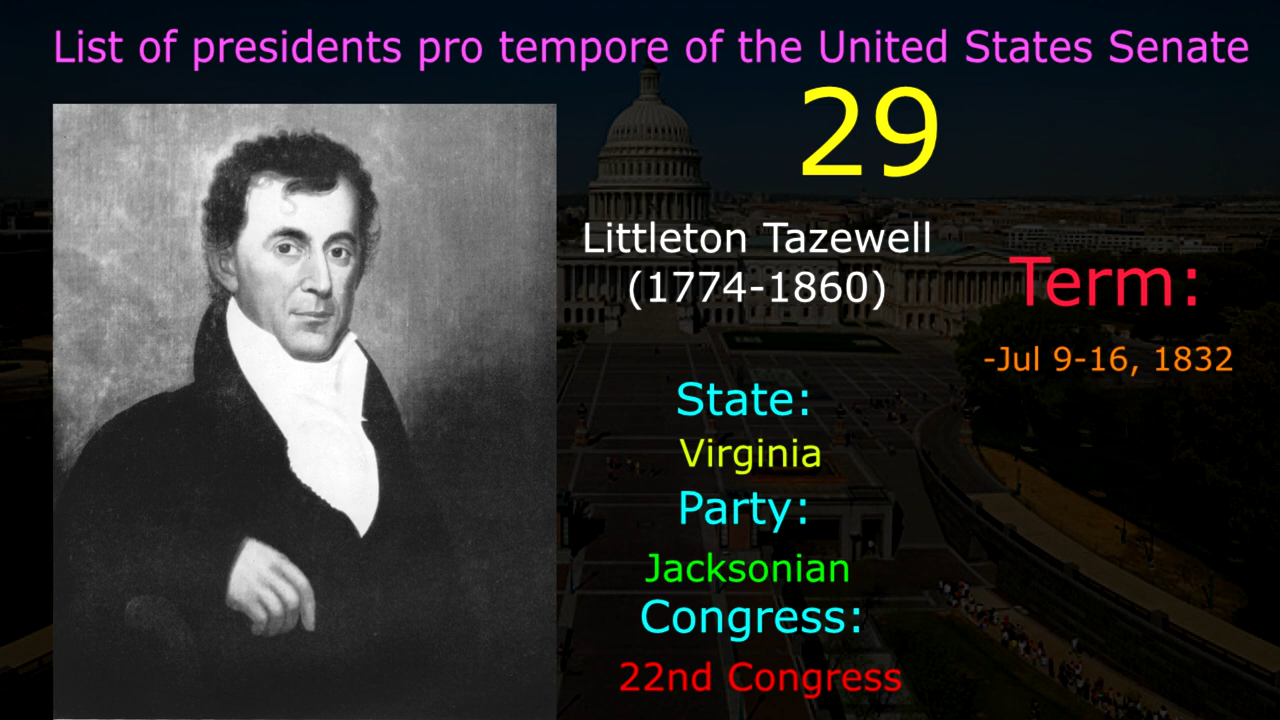 List of presidents pro tempore of the United States Senate
29
Littleton Tazewell
(1774-1860)
Term:
-Jul 9-16, 1832
State:
Virginia
Party:
Jacksonian
Congress:
22nd Congress